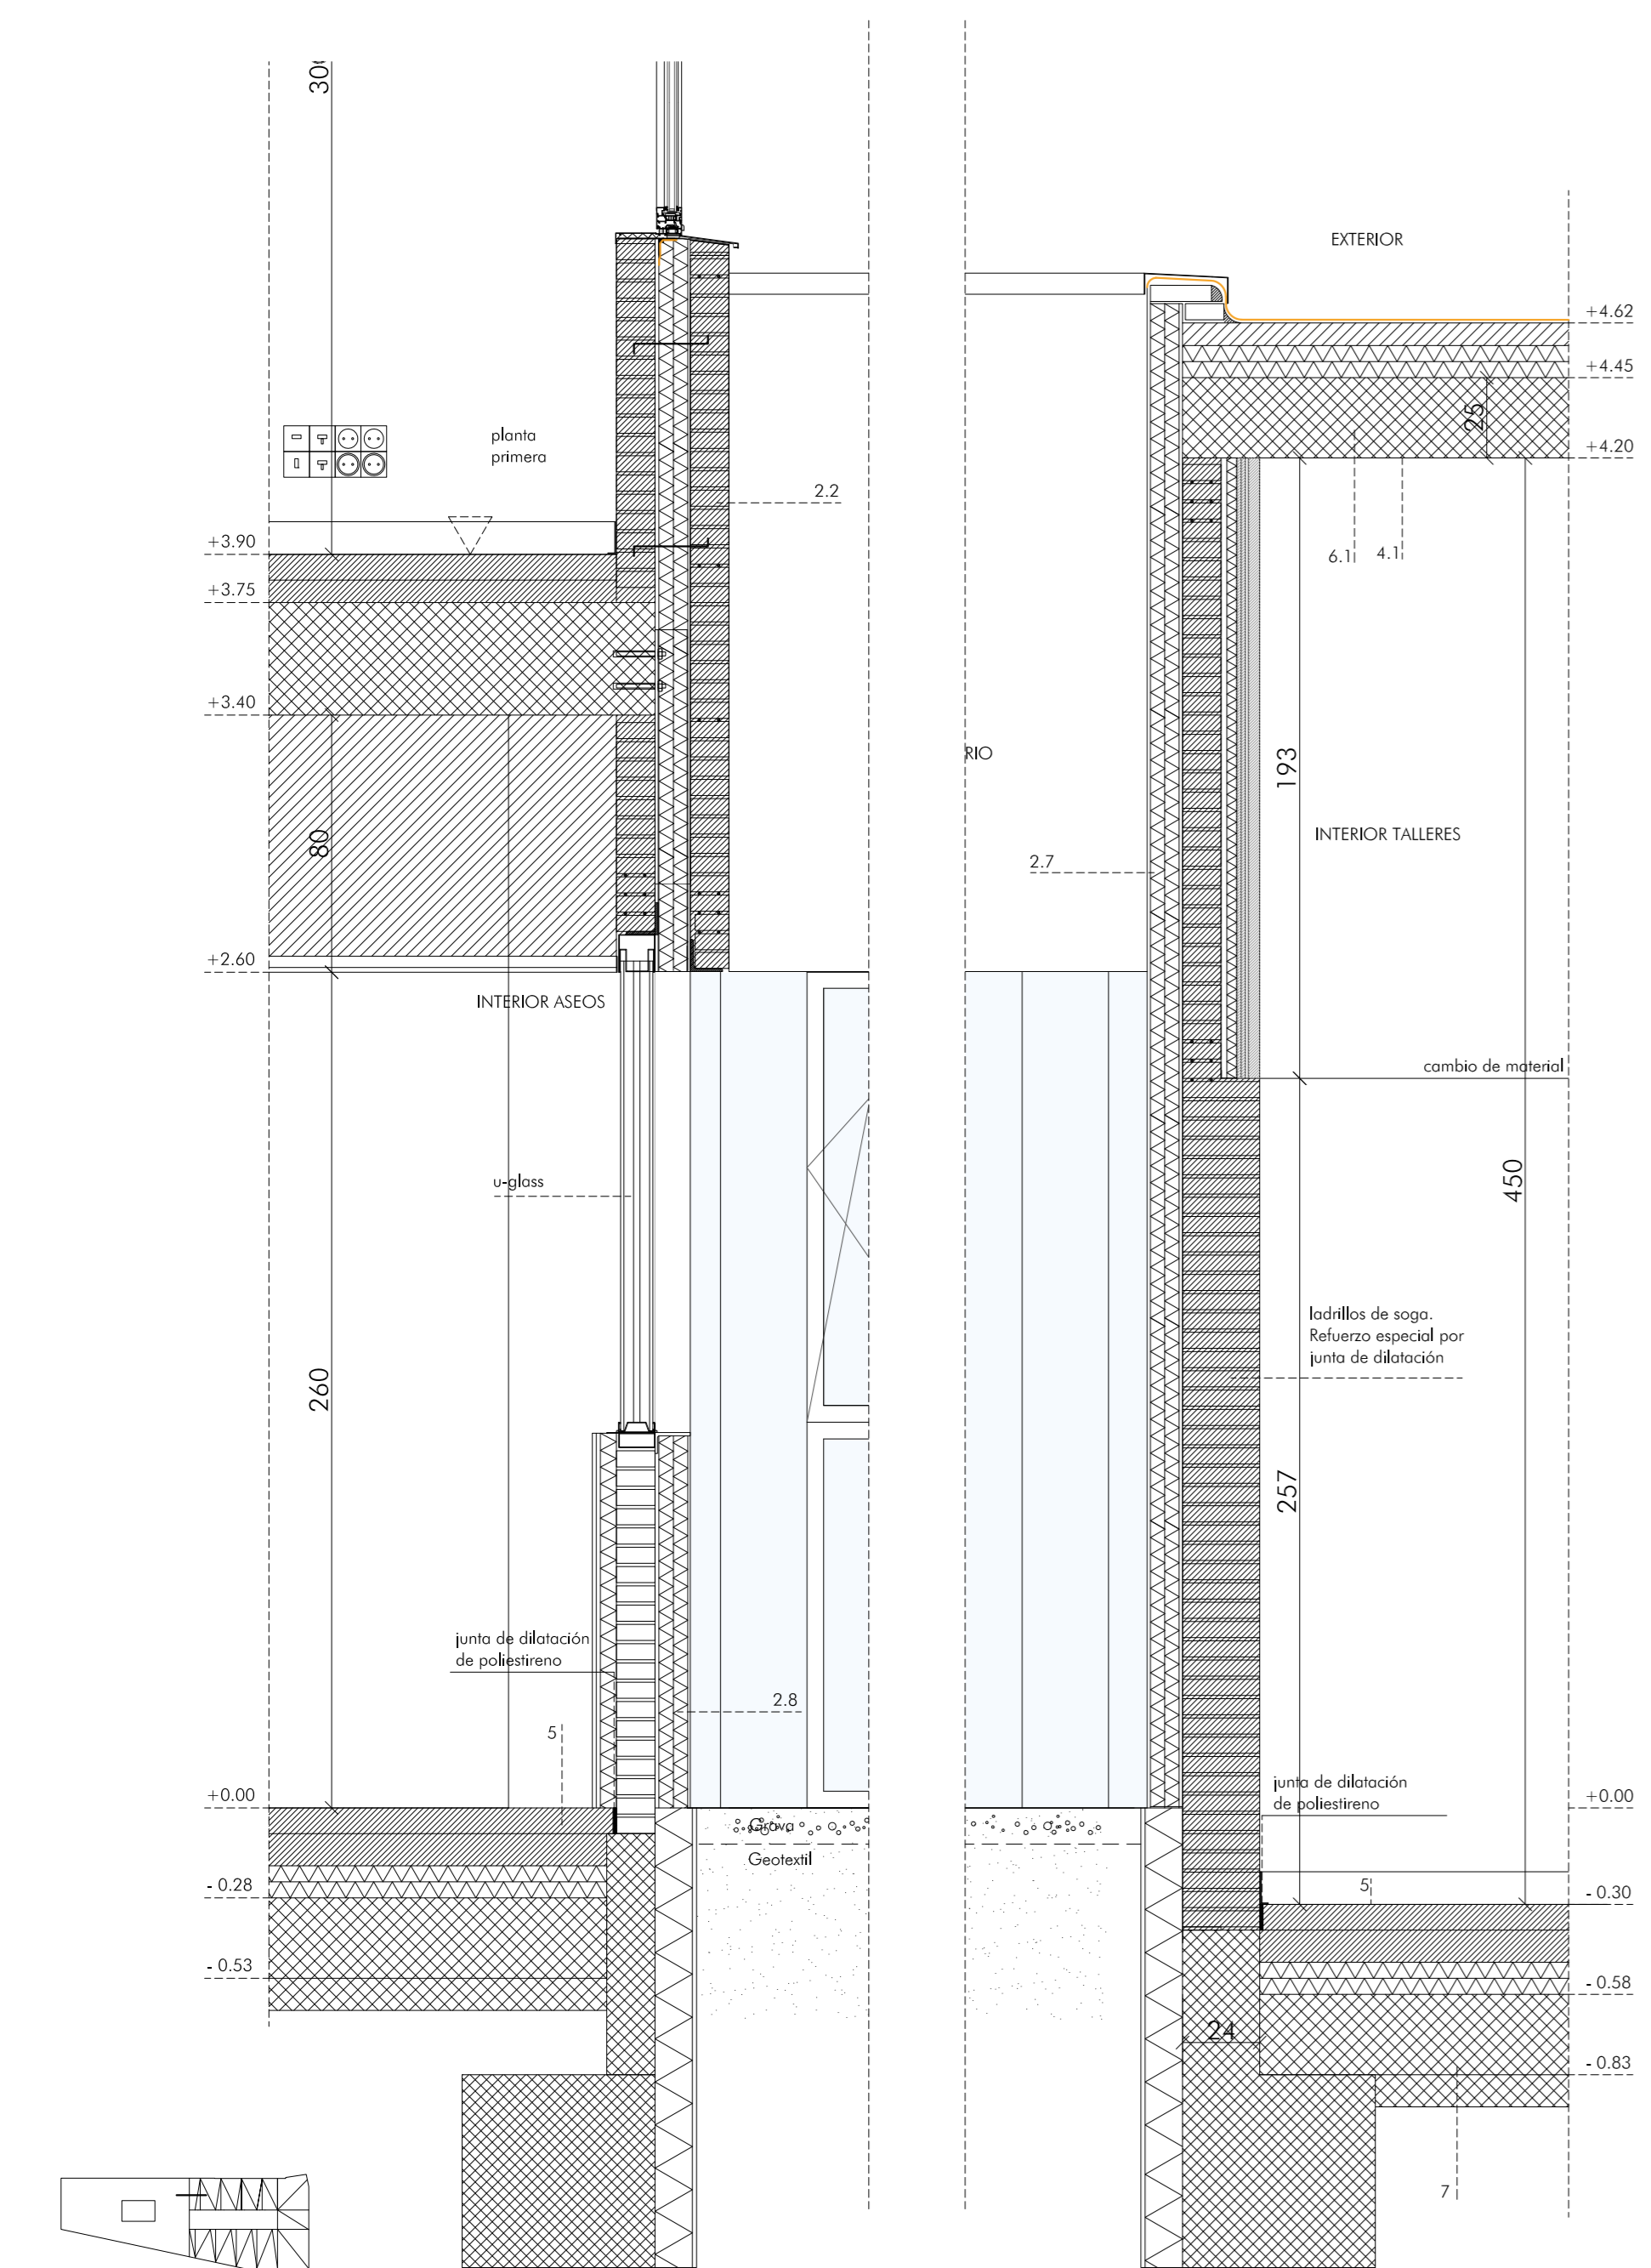 300
EXTERIOR
+4.62
+4.45
25
+4.20
planta
primera
2.2
+3.90
6.1
4.1
+3.75
+3.40
RIO
193
INTERIOR TALLERES
80
2.7
+2.60
INTERIOR ASEOS
cambio de material
u-glass
450
ladrillos de soga.
Refuerzo especial por
junta de dilatación
260
257
junta de dilatación
de poliestireno
2.8
5
junta de dilatación
de poliestireno
+0.00
+0.00
Grava
Geotextil
- 0.28
5
- 0.30
- 0.53
- 0.58
24
- 0.83
7